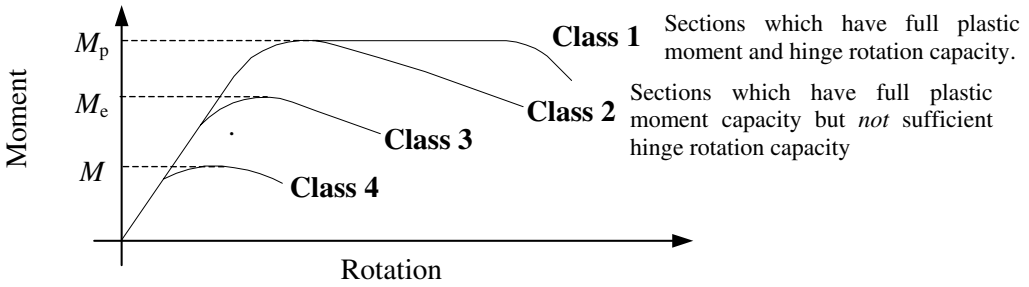 Moment
Mp
Me
M
Class 1
Sections which have full plastic
moment and hinge rotation capacity.
Class 2
Sections which have full plastic
moment capacity but not sufficient
hinge rotation capacity
Class 3
Class 4
Rotation